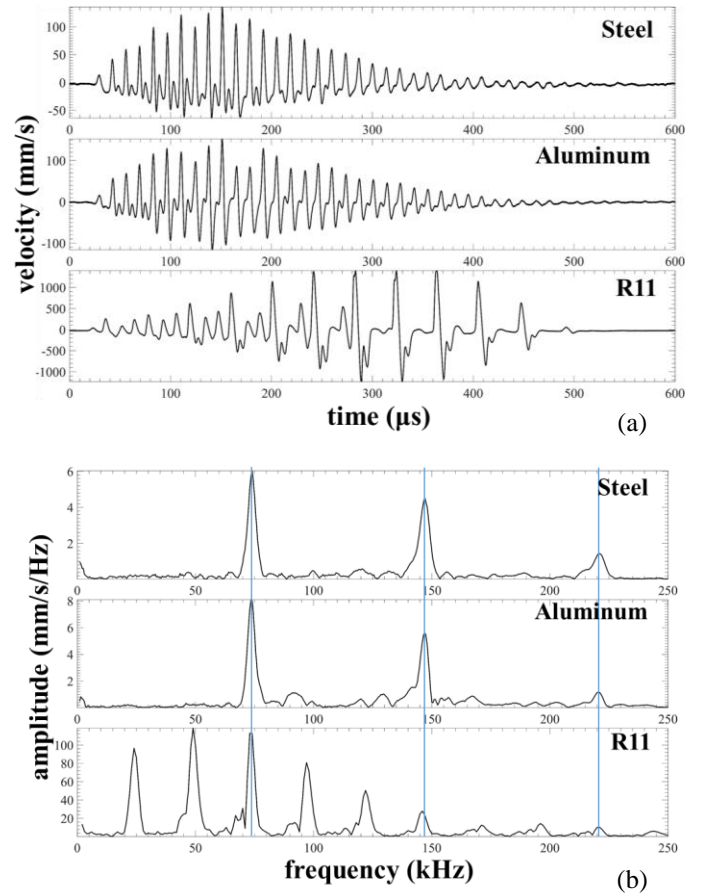 Steel
100
50
0
-50
0 100 200 300 400 500 600
Aluminum
100
0
-100
0 100 200 300 400 500 600
velocity (mm/s)
R11
1000
500
0
-500
-1000
0 100 200 300 400 500 600
time (µs)
(a)
Steel
6
4
2
0 50 100 150 200 250
Aluminum
8
6
4
2
0 50 100 150 200 250
amplitude (mm/s/Hz)
R11
100
80
60
40
20
0 50 100 150 200 250
frequency (kHz)
(b)